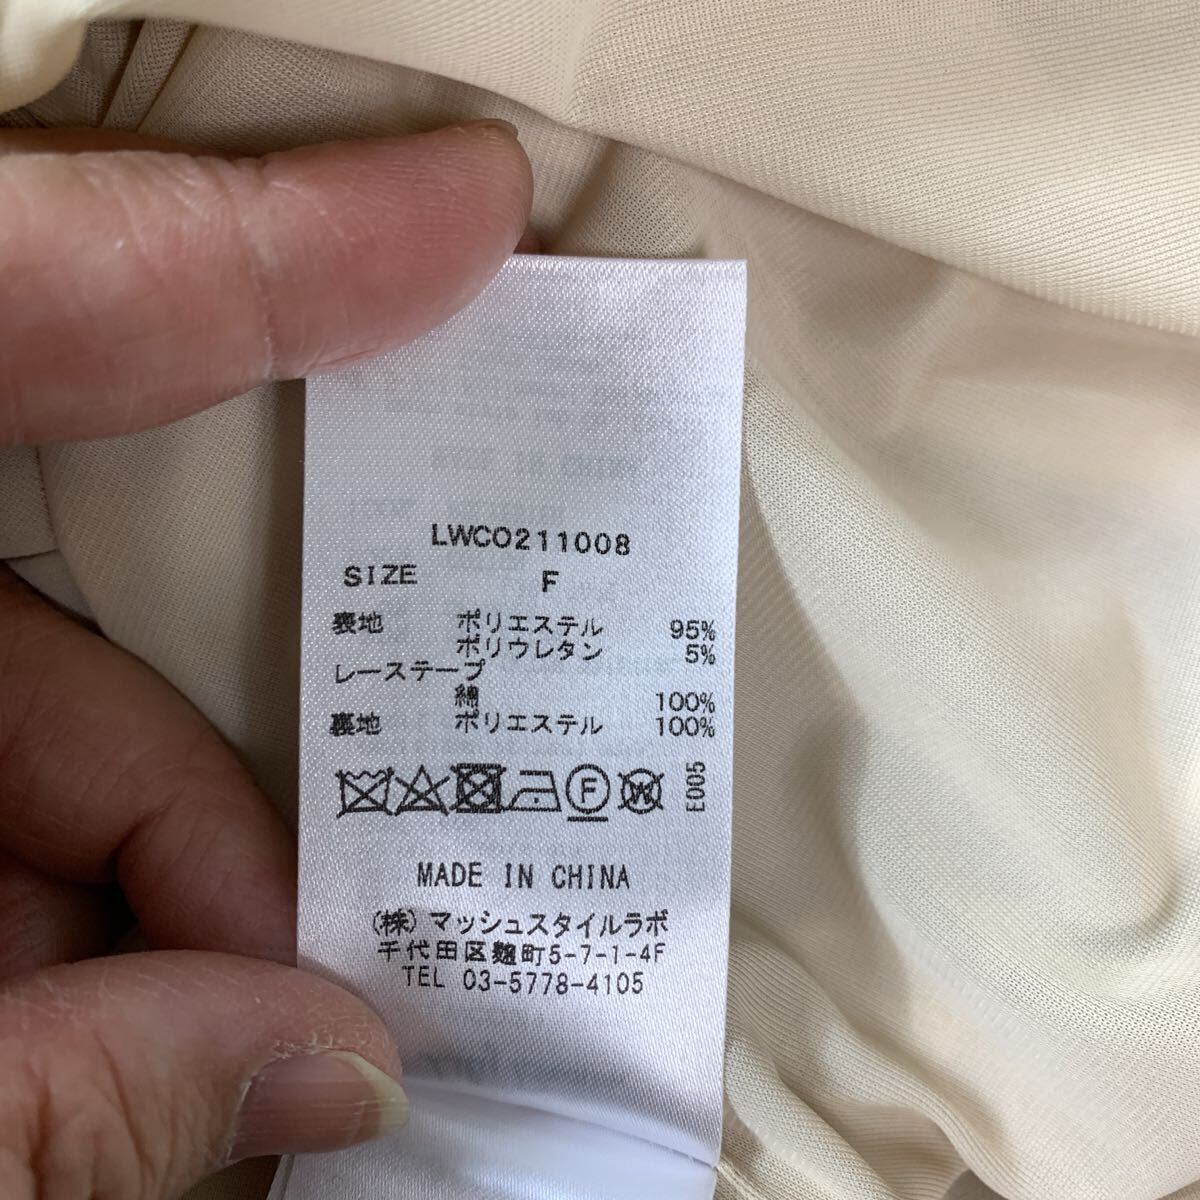 LWCO211008
SIZE F
表地 ポリエステル 95%
ポリウレタン 5%
レーステープ
綿 100%
裏地 ポリエステル 100%
F W E005
MADE IN CHINA
(株)マッシュスタイルラボ
千代田区麹町5-7-1-4F
TEL 03-5778-4105